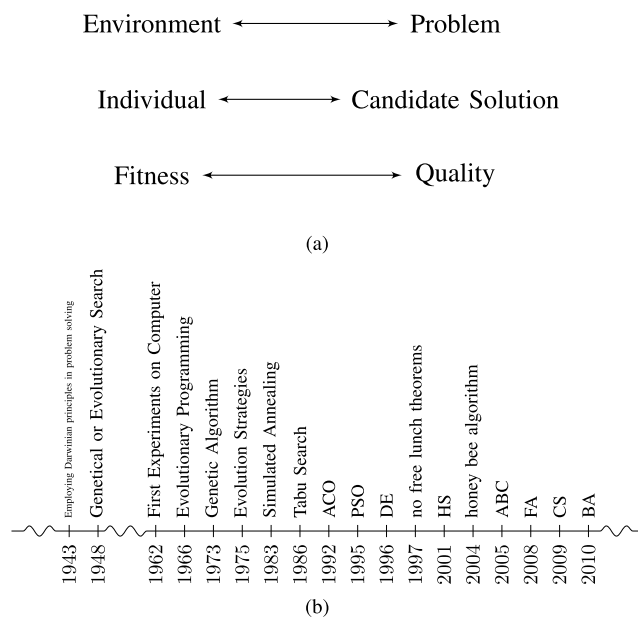 Environment Problem
Individual Candidate Solution
Fitness Quality
(a)
Employing Darwinian principles in problem solving
Genetical or Evolutionary Search
First Experiments on Computer
Evolutionary Programming
Genetic Algorithm
Evolution Strategies
Simulated Annealing
Tabu Search
ACO
PSO
DE
no free lunch theorems
HS
honey bee algorithm
ABC
FA
CS
BA
1943
1948
1962
1966
1973
1975
1983
1986
1992
1995
1996
1997
2001
2004
2005
2008
2009
2010
(b)